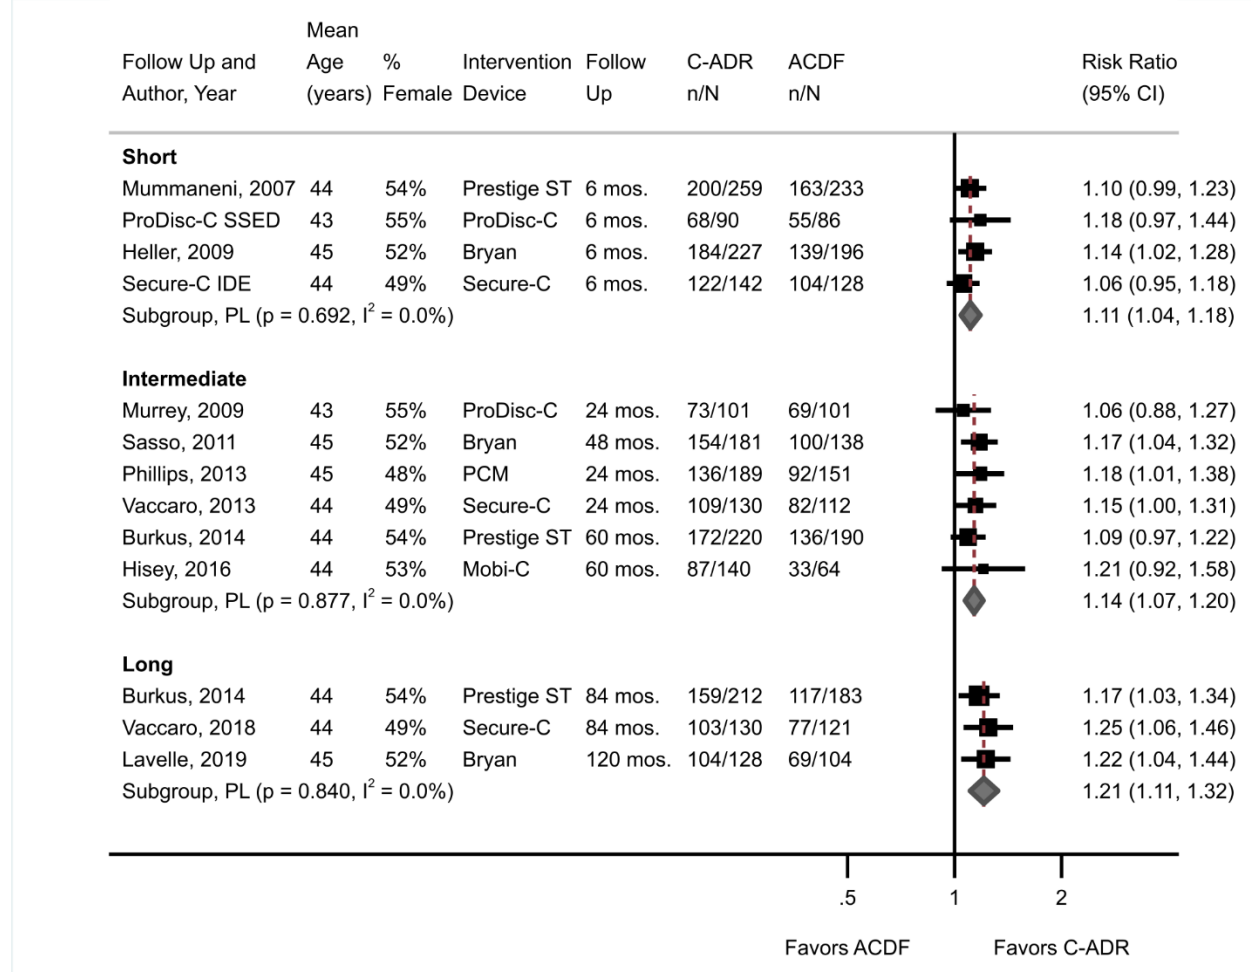 Mean
Follow Up and Age % Intervention Follow C-ADR ACDF Risk Ratio
Author, Year (years) Female Device Up n/N n/N (95% CI)
Short
Mummaneni, 2007 44 54% Prestige ST 6 mos. 200/259 163/233 1.10 (0.99, 1.23)
ProDisc-C SSED 43 55% ProDisc-C 6 mos. 68/90 55/86 1.18 (0.97, 1.44)
Heller, 2009 45 52% Bryan 6 mos. 184/227 139/196 1.14 (1.02, 1.28)
Secure-C IDE 44 49% Secure-C 6 mos. 122/142 104/128 1.06 (0.95, 1.18)
Subgroup, PL (p = 0.692, I² = 0.0%) 1.11 (1.04, 1.18)
Intermediate
Murrey, 2009 43 55% ProDisc-C 24 mos. 73/101 69/101 1.06 (0.88, 1.27)
Sasso, 2011 45 52% Bryan 48 mos. 154/181 100/138 1.17 (1.04, 1.32)
Phillips, 2013 45 48% PCM 24 mos. 136/189 92/151 1.18 (1.01, 1.38)
Vaccaro, 2013 44 49% Secure-C 24 mos. 109/130 82/112 1.15 (1.00, 1.31)
Burkus, 2014 44 54% Prestige ST 60 mos. 172/220 136/190 1.09 (0.97, 1.22)
Hisey, 2016 44 53% Mobi-C 60 mos. 87/140 33/64 1.21 (0.92, 1.58)
Subgroup, PL (p = 0.877, I² = 0.0%) 1.14 (1.07, 1.20)
Long
Burkus, 2014 44 54% Prestige ST 84 mos. 159/212 117/183 1.17 (1.03, 1.34)
Vaccaro, 2018 44 49% Secure-C 84 mos. 103/130 77/121 1.25 (1.06, 1.46)
Lavelle, 2019 45 52% Bryan 120 mos. 104/128 69/104 1.22 (1.04, 1.44)
Subgroup, PL (p = 0.840, I² = 0.0%) 1.21 (1.11, 1.32)
.5 1 2
Favors ACDF Favors C-ADR